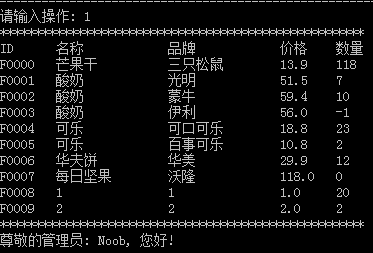 请输入操作: 1
**************************************************
ID 名称 品牌 价格 数量
F0000 芒果干 三只松鼠 13.9 118
F0001 酸奶 光明 51.5 7
F0002 酸奶 蒙牛 59.4 10
F0003 酸奶 伊利 56.0 -1
F0004 可乐 可口可乐 18.8 23
F0005 可乐 百事可乐 10.8 2
F0006 华夫饼 华美 29.9 12
F0007 每日坚果 沃隆 118.0 0
F0008 1 1 1.0 20
F0009 2 2 2.0 2
**************************************************
尊敬的管理员: Noob, 您好!